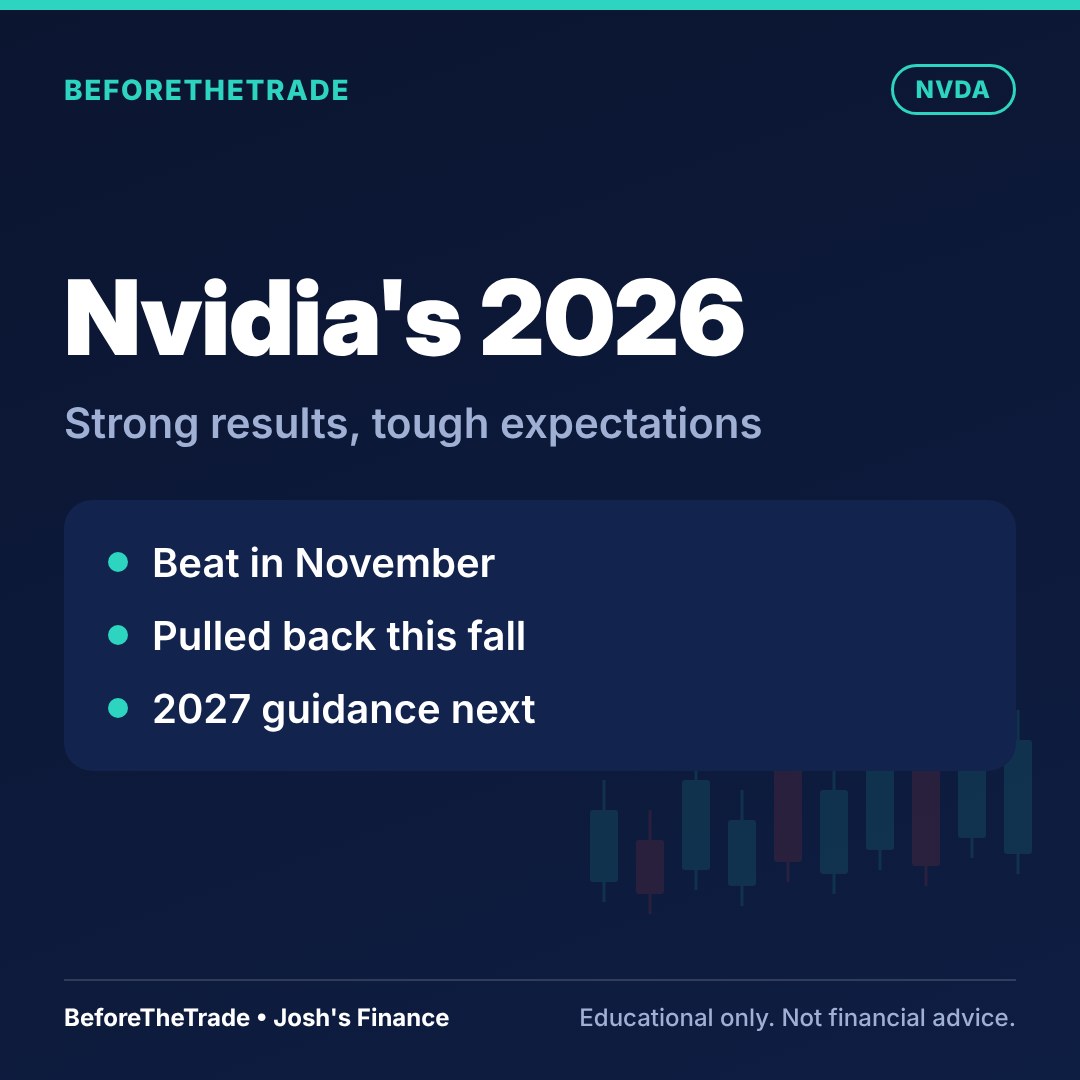 BEFORETHETRADE
NVDA
Nvidia's 2026
Strong results, tough expectations
Beat in November
Pulled back this fall
2027 guidance next
BeforeTheTrade • Josh's Finance
Educational only. Not financial advice.